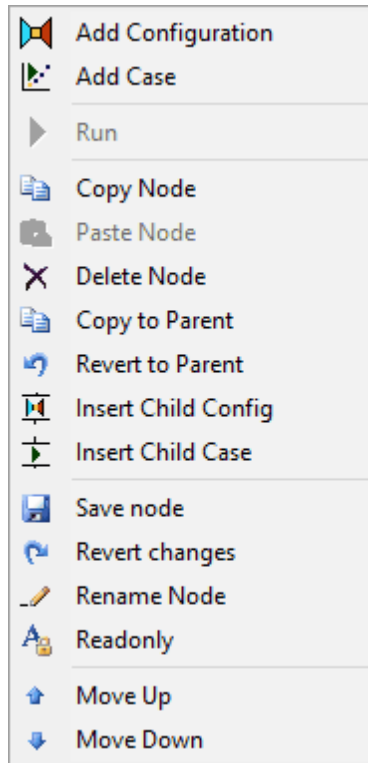 Add Configuration
Add Case
Run
Copy Node
Paste Node
Delete Node
Copy to Parent
Revert to Parent
Insert Child Config
Insert Child Case
Save node
Revert changes
Rename Node
Readonly
Move Up
Move Down